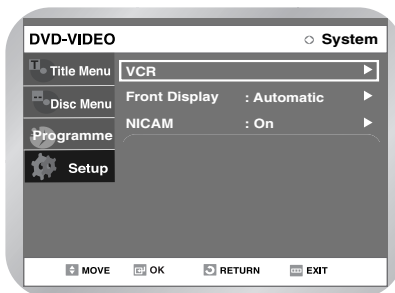 DVD-VIDEO System
Title Menu VCR
Disc Menu Front Display : Automatic
Programme NICAM : On
Setup
MOVE OK RETURN EXIT